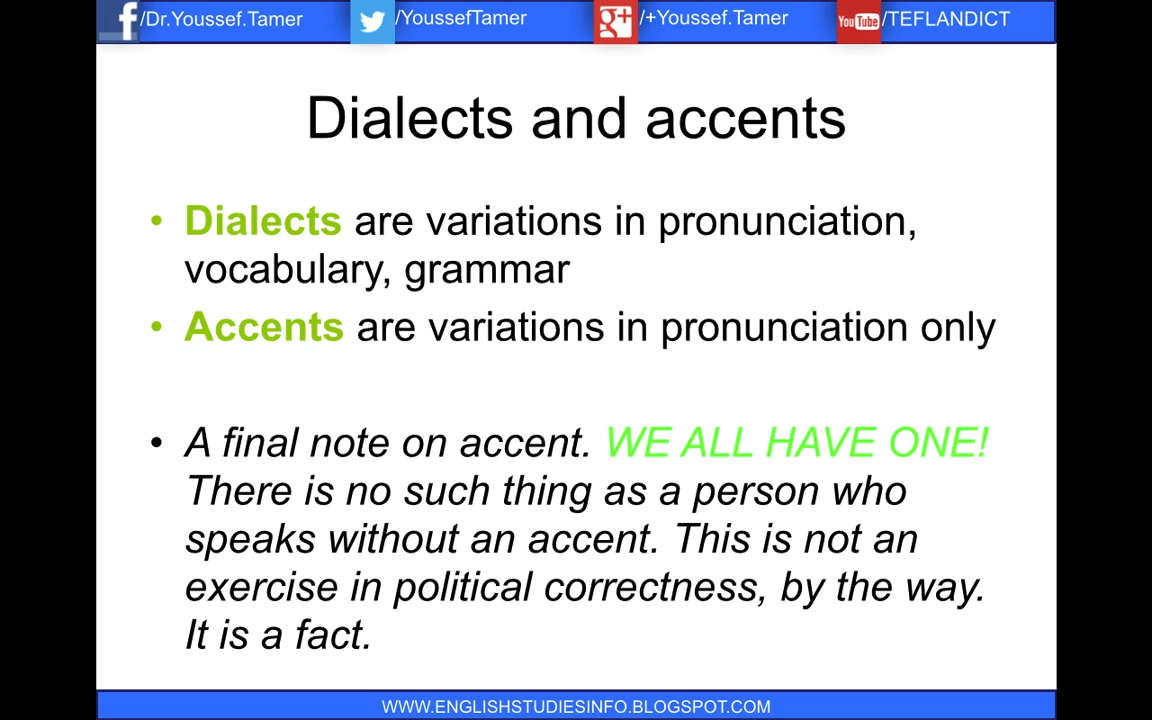 /Dr.Youssef.Tamer /YoussefTamer /+Youssef.Tamer YouTube /TEFLANDICT
Dialects and accents
• Dialects are variations in pronunciation,
vocabulary, grammar
• Accents are variations in pronunciation only
• A final note on accent. WE ALL HAVE ONE!
There is no such thing as a person who
speaks without an accent. This is not an
exercise in political correctness, by the way.
It is a fact.
WWW.ENGLISHSTUDIESINFO.BLOGSPOT.COM